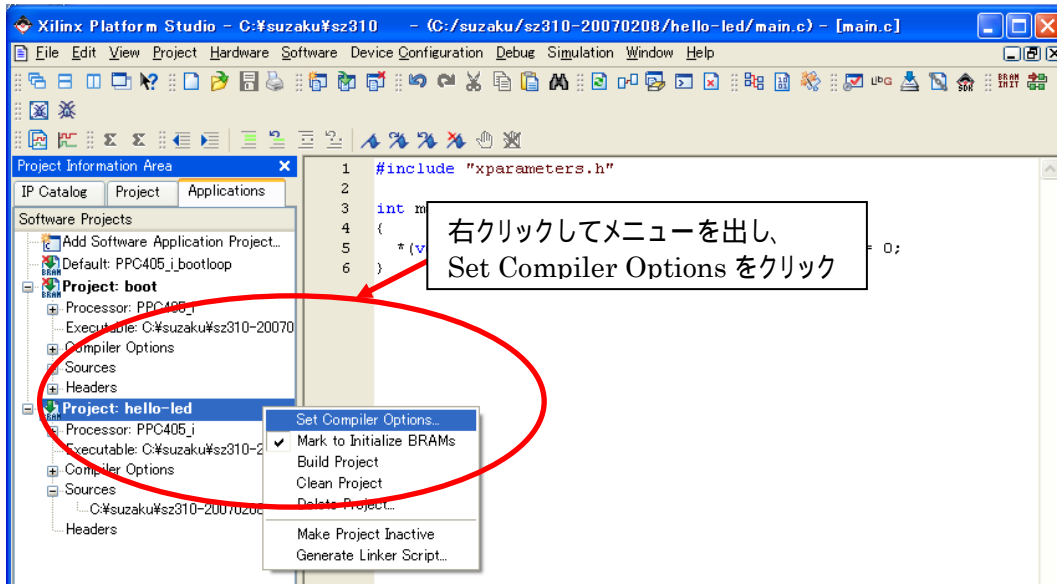 Xilinx Platform Studio - C:¥suzaku¥sz310 - (C:/suzaku/sz310-20070208/hello-led/main.c) - [main.c]
File Edit View Project Hardware Software Device Configuration Debug Simulation Window Help
Project Information Area
IP Catalog Project Applications
Software Projects
Add Software Application Project...
Default: PPC405_i_bootloop
Project: boot
Processor: PPC405_i
Executable: C:¥suzaku¥sz310-20070
Compiler Options
Sources
Headers
Project: hello-led
Processor: PPC405_i
Executable: C:¥suzaku¥sz310-2
Compiler Options
Sources
C:¥suzaku¥sz310-20070208
Headers
1 #include "xparameters.h"
2
3 int m
4 {
5 *(v = 0;
6 }
右クリックしてメニューを出し、
Set Compiler Options をクリック
Set Compiler Options...
Mark to Initialize BRAMs
Build Project
Clean Project
Delete Project...
Make Project Inactive
Generate Linker Script...